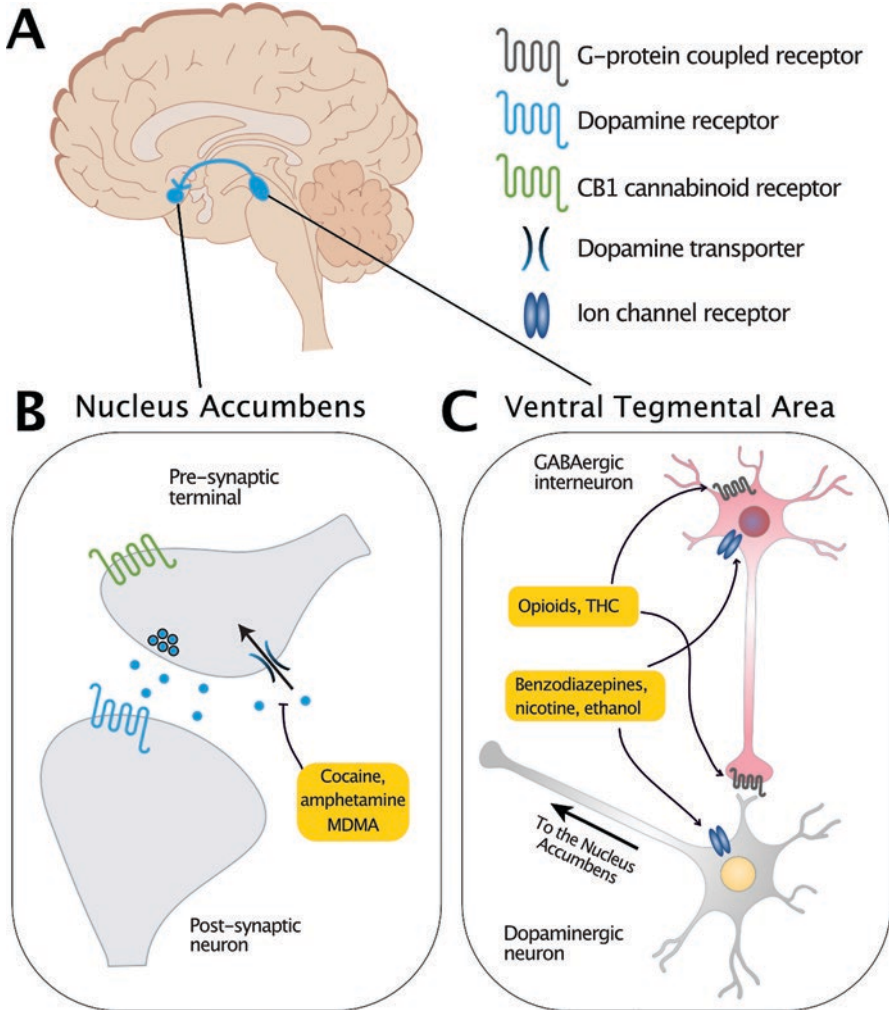 A
G-protein coupled receptor
Dopamine receptor
CB1 cannabinoid receptor
Dopamine transporter
Ion channel receptor
B Nucleus Accumbens
Pre-synaptic
terminal
Cocaine,
amphetamine
MDMA
Post-synaptic
neuron
C Ventral Tegmental Area
GABAergic
interneuron
Opioids, THC
Benzodiazepines,
nicotine, ethanol
To the Nucleus
Accumbens
Dopaminergic
neuron